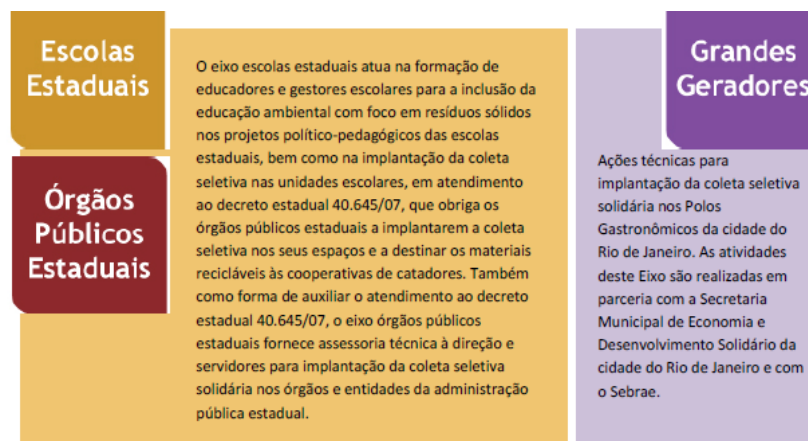 Escolas
Estaduais
Órgãos
Públicos
Estaduais
O eixo escolas estaduais atua na formação de
educadores e gestores escolares para a inclusão da
educação ambiental com foco em resíduos sólidos
nos projetos político-pedagógicos das escolas
estaduais, bem como na implantação da coleta
seletiva nas unidades escolares, em atendimento
ao decreto estadual 40.645/07, que obriga os
órgãos públicos estaduais a implantarem a coleta
seletiva nos seus espaços e a destinar os materiais
recicláveis às cooperativas de catadores. Também
como forma de auxiliar o atendimento ao decreto
estadual 40.645/07, o eixo órgãos públicos
estaduais fornece assessoria técnica à direção e
servidores para implantação da coleta seletiva
solidária nos órgãos e entidades da administração
pública estadual.
Grandes
Geradores
Ações técnicas para
implantação da coleta seletiva
solidária nos Polos
Gastronômicos da cidade do
Rio de Janeiro. As atividades
deste Eixo são realizadas em
parceria com a Secretaria
Municipal de Economia e
Desenvolvimento Solidário da
cidade do Rio de Janeiro e com
o Sebrae.